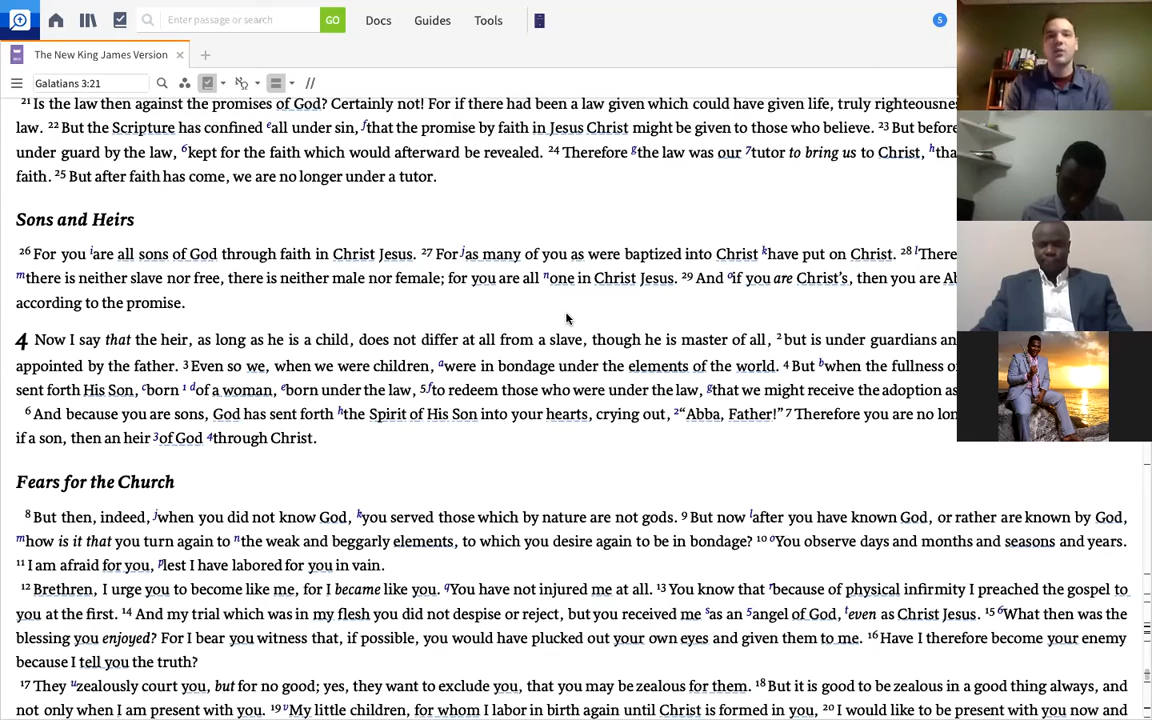 Enter passage or search GO Docs Guides Tools 5
The New King James Version × +
Galatians 3:21
21 Is the law then against the promises of God? Certainly not! For if there had been a law given which could have given life, truly righteousne
law. 22 But the Scripture has confined e all under sin, f that the promise by faith in Jesus Christ might be given to those who believe. 23 But before
under guard by the law, 6 kept for the faith which would afterward be revealed. 24 Therefore g the law was our 7 tutor to bring us to Christ, h tha
faith. 25 But after faith has come, we are no longer under a tutor.
Sons and Heirs
26 For you i are all sons of God through faith in Christ Jesus. 27 For j as many of you as were baptized into Christ k have put on Christ. 28 l There
m there is neither slave nor free, there is neither male nor female; for you are all n one in Christ Jesus. 29 And o if you are Christ's, then you are Ab
according to the promise.
4 Now I say that the heir, as long as he is a child, does not differ at all from a slave, though he is master of all, 2 but is under guardians an
appointed by the father. 3 Even so we, when we were children, a were in bondage under the elements of the world. 4 But b when the fullness o
sent forth His Son, c born 1 d of a woman, e born under the law, 5 f to redeem those who were under the law, g that we might receive the adoption as
6 And because you are sons, God has sent forth h the Spirit of His Son into your hearts, crying out, 2 “Abba, Father!” 7 Therefore you are no lon
if a son, then an heir 3 of God 4 through Christ.
Fears for the Church
8 But then, indeed, j when you did not know God, k you served those which by nature are not gods. 9 But now l after you have known God, or rather are known by God,
m how is it that you turn again to n the weak and beggarly elements, to which you desire again to be in bondage? 10 o You observe days and months and seasons and years.
11 I am afraid for you, p lest I have labored for you in vain.
12 Brethren, I urge you to become like me, for I became like you. q You have not injured me at all. 13 You know that r because of physical infirmity I preached the gospel to
you at the first. 14 And my trial which was in my flesh you did not despise or reject, but you received me s as an 5 angel of God, t even as Christ Jesus. 15 6 What then was the
blessing you enjoyed? For I bear you witness that, if possible, you would have plucked out your own eyes and given them to me. 16 Have I therefore become your enemy
because I tell you the truth?
17 They u zealously court you, but for no good; yes, they want to exclude you, that you may be zealous for them. 18 But it is good to be zealous in a good thing always, and
not only when I am present with you. 19 v My little children, for whom I labor in birth again until Christ is formed in you, 20 I would like to be present with you now and